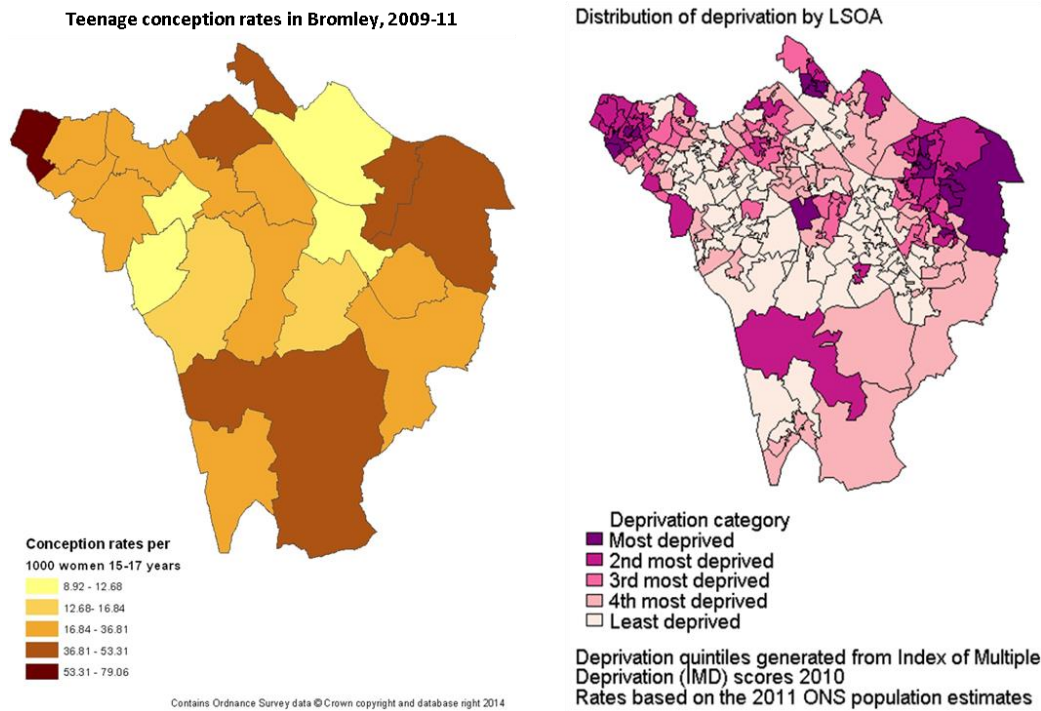 Teenage conception rates in Bromley, 2009-11
Conception rates per
1000 women 15-17 years
8.92 - 12.68
12.68- 16.84
16.84 - 36.81
36.81 - 53.31
53.31 - 79.06
Contains Ordnance Survey data © Crown copyright and database right 2014
Distribution of deprivation by LSOA
Deprivation category
Most deprived
2nd most deprived
3rd most deprived
4th most deprived
Least deprived
Deprivation quintiles generated from Index of Multiple
Deprivation (IMD) scores 2010
Rates based on the 2011 ONS population estimates